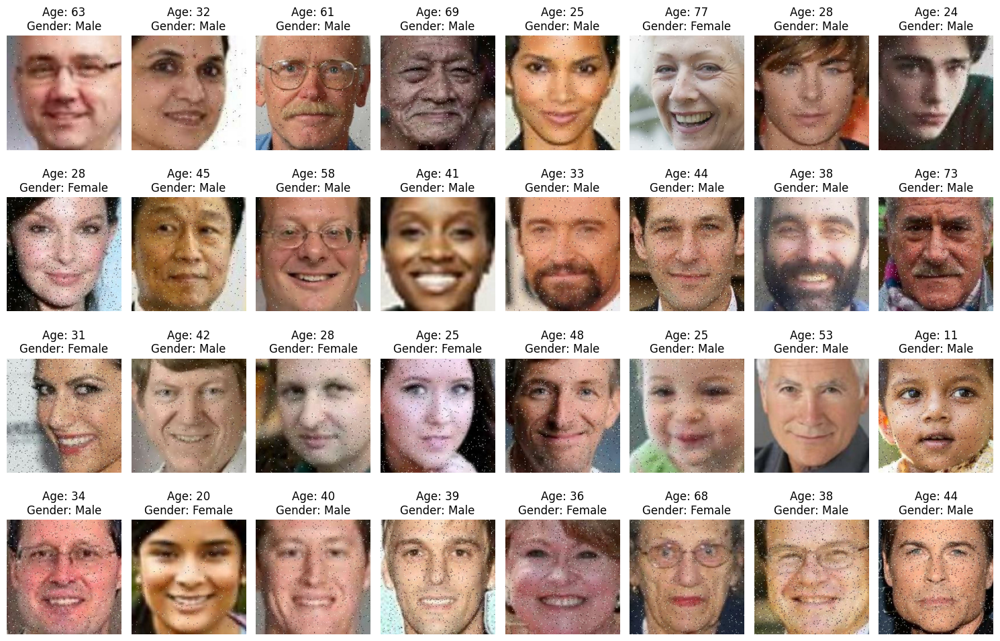 Age: 63
Gender: Male
Age: 32
Gender: Male
Age: 61
Gender: Male
Age: 69
Gender: Male
Age: 25
Gender: Male
Age: 77
Gender: Female
Age: 28
Gender: Male
Age: 24
Gender: Male
Age: 28
Gender: Female
Age: 45
Gender: Male
Age: 58
Gender: Male
Age: 41
Gender: Male
Age: 33
Gender: Male
Age: 44
Gender: Male
Age: 38
Gender: Male
Age: 73
Gender: Male
Age: 31
Gender: Female
Age: 42
Gender: Male
Age: 28
Gender: Female
Age: 25
Gender: Female
Age: 48
Gender: Male
Age: 25
Gender: Male
Age: 53
Gender: Male
Age: 11
Gender: Male
Age: 34
Gender: Male
Age: 20
Gender: Female
Age: 40
Gender: Male
Age: 39
Gender: Male
Age: 36
Gender: Female
Age: 68
Gender: Female
Age: 38
Gender: Male
Age: 44
Gender: Male